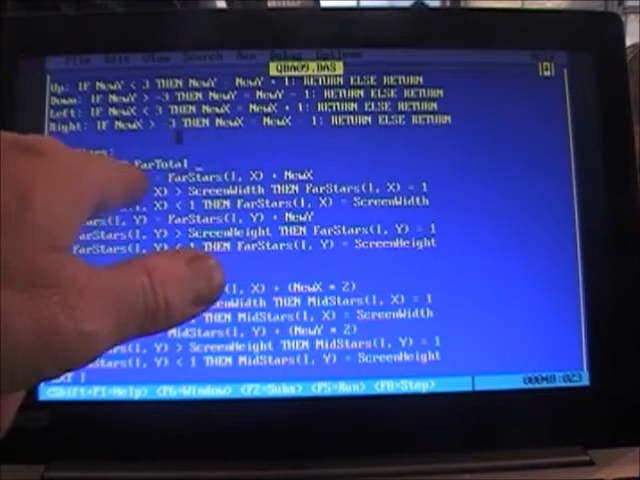 File Edit View Search Run Debug Options
QBA09.BAS
Up: IF NewY < 3 THEN NewY = NewY + 1: RETURN ELSE RETURN
Down: IF NewY > -3 THEN NewY = NewY - 1: RETURN ELSE RETURN
Left: IF NewX < 3 THEN NewX = NewX + 1: RETURN ELSE RETURN
Right: IF NewX > -3 THEN NewX = NewX - 1: RETURN ELSE RETURN
FarTotal
= FarStars(I, X) + NewX
X) > ScreenWidth THEN FarStars(I, X) = 1
X) < 1 THEN FarStars(I, X) = ScreenWidth
Y) = FarStars(I, Y) + NewY
FarStars(I, Y) > ScreenHeight THEN FarStars(I, Y) = 1
FarStars(I, Y) < 1 THEN FarStars(I, Y) = ScreenHeight
(I, X) + (NewX * 2)
ScreenWidth THEN MidStars(I, X) = 1
THEN MidStars(I, X) = ScreenWidth
MidStars(I, Y) + (NewY * 2)
Stars(I, Y) > ScreenHeight THEN MidStars(I, Y) = 1
Stars(I, Y) < 1 THEN MidStars(I, Y) = ScreenHeight
NEXT I
<Shift+F1=Help> <F6=Window> <F2=Subs> <F5=Run> <F8=Step> 00048:023